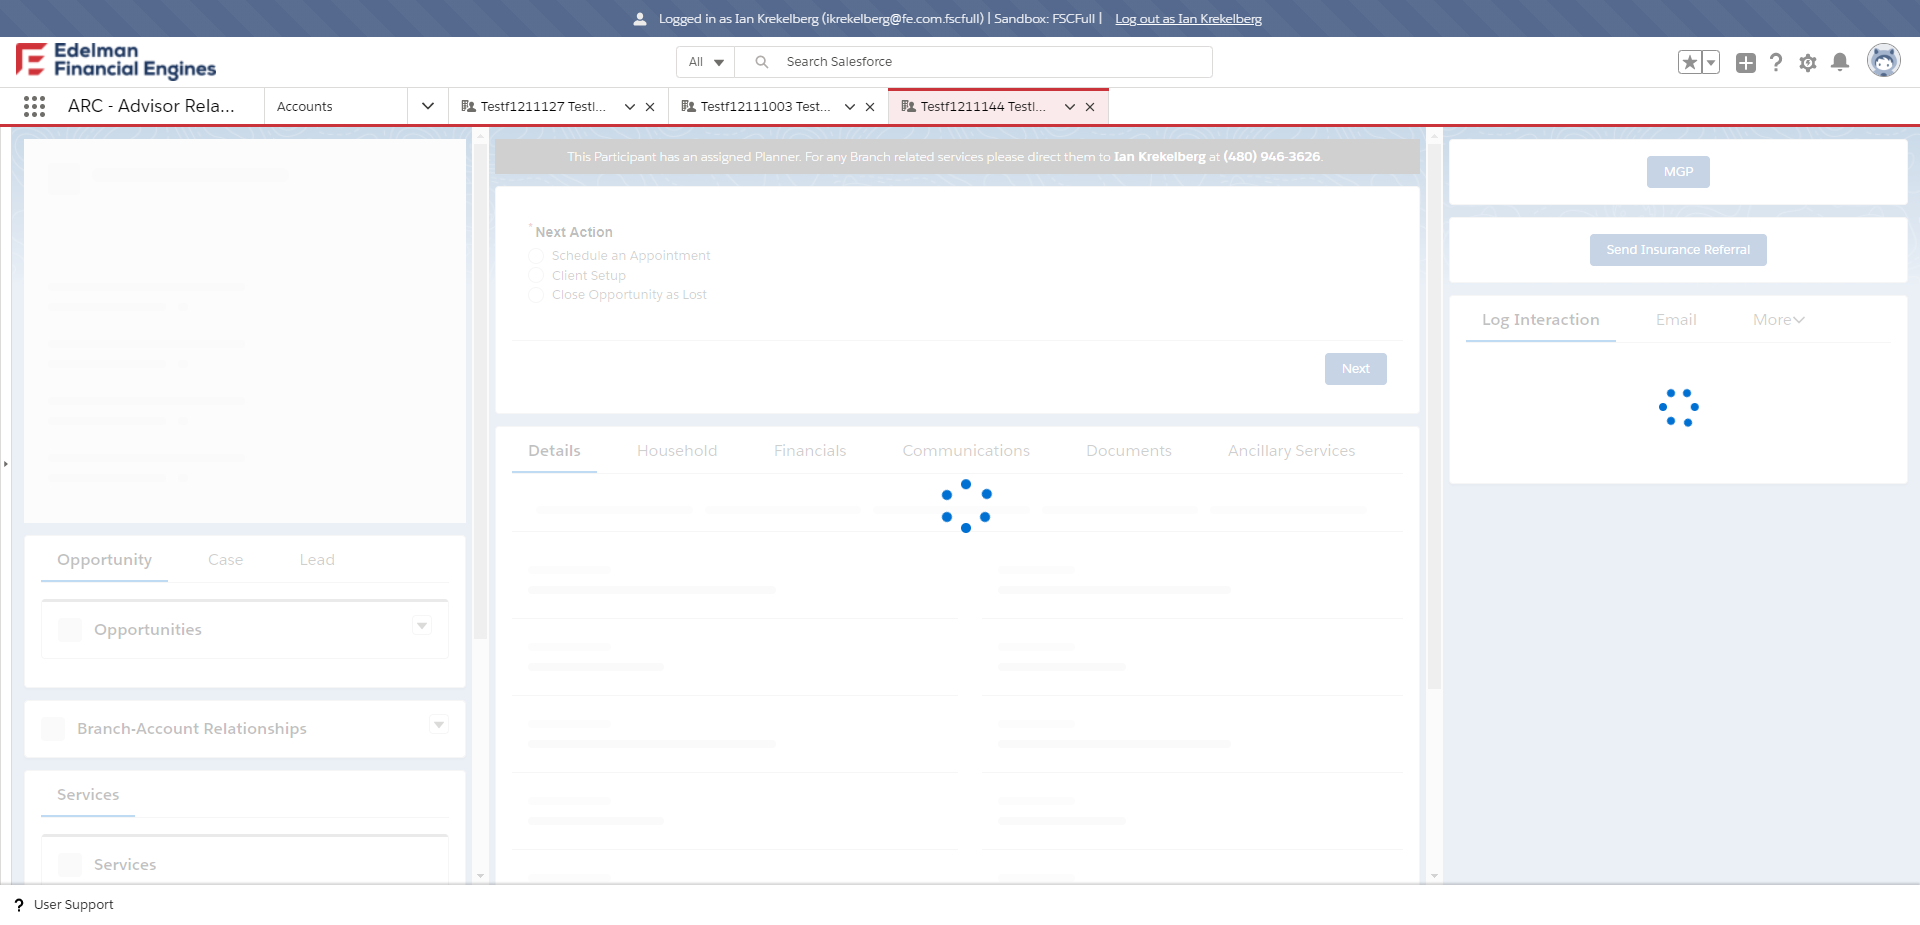 Logged in as Ian Krekelberg (ikrekelberg@fe.com.fscfull) | Sandbox: FSCFull | Log out as Ian Krekelberg
Edelman
Financial Engines
All
Search Salesforce
ARC - Advisor Rela...
Accounts
Testf1211127 Testl...
Testf12111003 Test...
Testf1211144 Testl...
This Participant has an assigned Planner. For any Branch related services please direct them to Ian Krekelberg at (480) 946-3626.
MGP
* Next Action
Schedule an Appointment
Client Setup
Close Opportunity as Lost
Next
Send Insurance Referral
Log Interaction
Email
More
Details
Household
Financials
Communications
Documents
Ancillary Services
Opportunity
Case
Lead
Opportunities
Branch-Account Relationships
Services
Services
? User Support